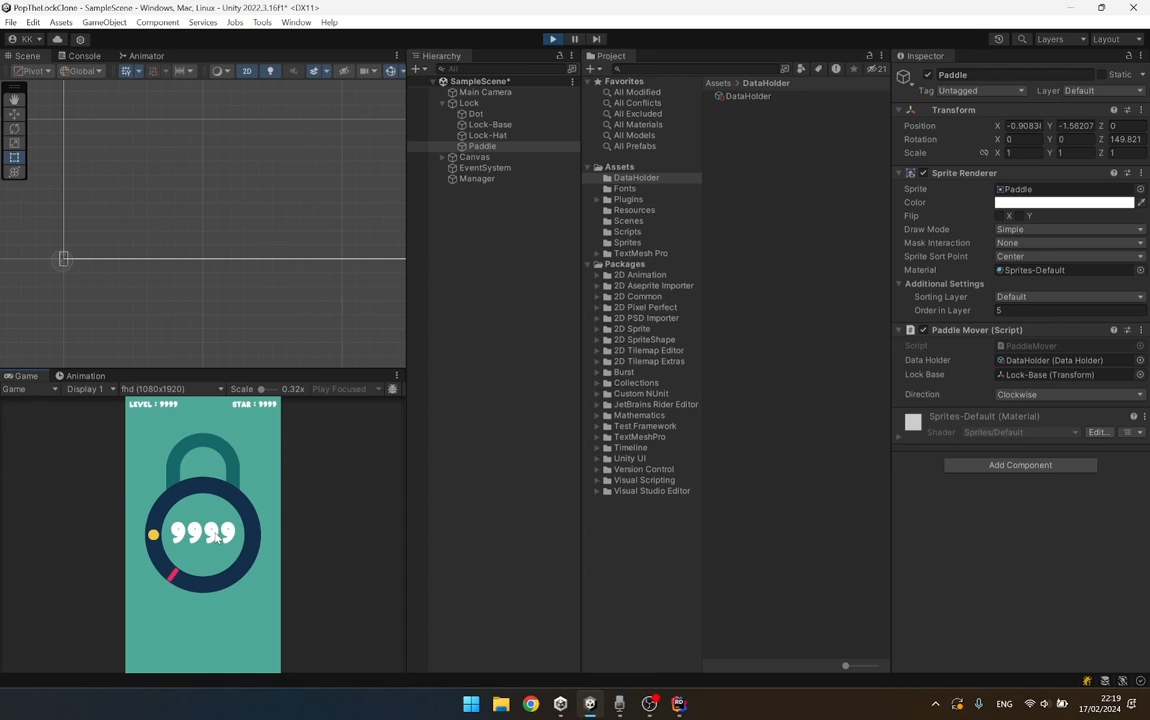 PopTheLockClone - SampleScene - Windows, Mac, Linux - Unity 2022.3.16f1* <DX11>
File Edit Assets GameObject Component Services Jobs Tools Window Help
KK Layers Layout
Scene Console Animator
Pivot Global 2D
Hierarchy
All
SampleScene*
Main Camera
Lock
Dot
Lock-Base
Lock-Hat
Paddle
Canvas
EventSystem
Manager
Project
21
Favorites
All Modified
All Conflicts
All Excluded
All Materials
All Models
All Prefabs
Assets
DataHolder
Fonts
Plugins
Resources
Scenes
Scripts
Sprites
TextMesh Pro
Packages
2D Animation
2D Aseprite Importer
2D Common
2D Pixel Perfect
2D PSD Importer
2D Sprite
2D SpriteShape
2D Tilemap Editor
2D Tilemap Extras
Burst
Collections
Custom NUnit
JetBrains Rider Editor
Mathematics
Test Framework
TextMeshPro
Timeline
Unity UI
Version Control
Visual Scripting
Visual Studio Editor
Assets > DataHolder
DataHolder
Inspector
Paddle Static
Tag Untagged Layer Default
Transform
Position X -0.9083 Y -1.56207 Z 0
Rotation X 0 Y 0 Z 149.821
Scale X 1 Y 1 Z 1
Sprite Renderer
Sprite Paddle
Color
Flip X Y
Draw Mode Simple
Mask Interaction None
Sprite Sort Point Center
Material Sprites-Default
Additional Settings
Sorting Layer Default
Order in Layer 5
Paddle Mover (Script)
Script PaddleMover
Data Holder DataHolder (Data Holder)
Lock Base Lock-Base (Transform)
Direction Clockwise
Sprites-Default (Material)
Shader Sprites/Default Edit...
Add Component
Game Animation
Game Display 1 fhd (1080x1920) Scale 0.32x Play Focused
LEVEL : 9999 STAR : 9999
9999
ENG 22:19
17/02/2024